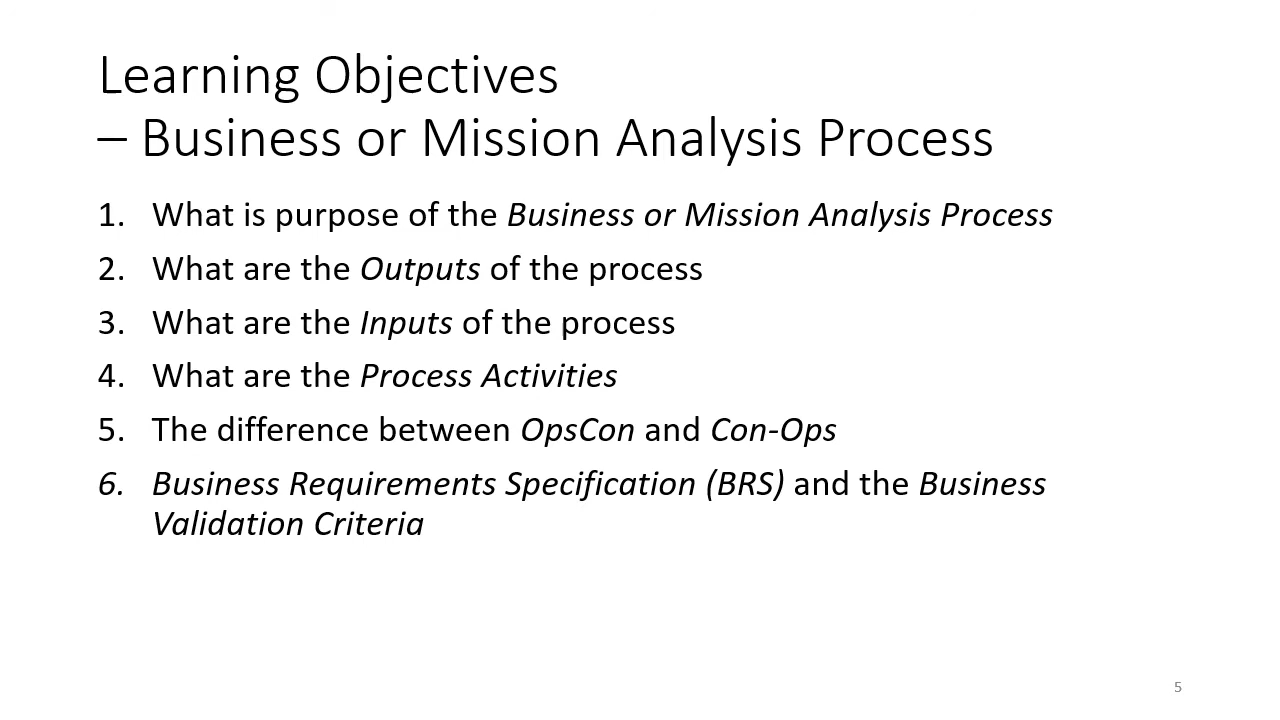 Learning Objectives
– Business or Mission Analysis Process
1. What is purpose of the Business or Mission Analysis Process
2. What are the Outputs of the process
3. What are the Inputs of the process
4. What are the Process Activities
5. The difference between OpsCon and Con-Ops
6. Business Requirements Specification (BRS) and the Business
Validation Criteria
5